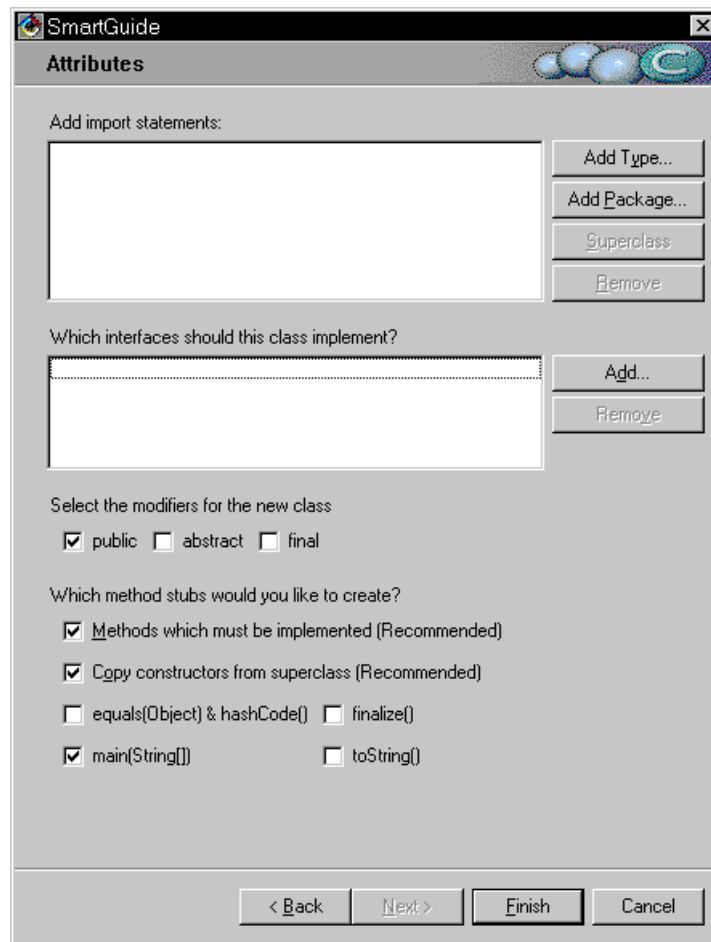 SmartGuide
Attributes
Add import statements:
Add Type...
Add Package...
Superclass
Remove
Which interfaces should this class implement?
Add...
Remove
Select the modifiers for the new class
public abstract final
Which method stubs would you like to create?
Methods which must be implemented (Recommended)
Copy constructors from superclass (Recommended)
equals(Object) & hashCode() finalize()
main(String[]) toString()
< Back Next > Finish Cancel